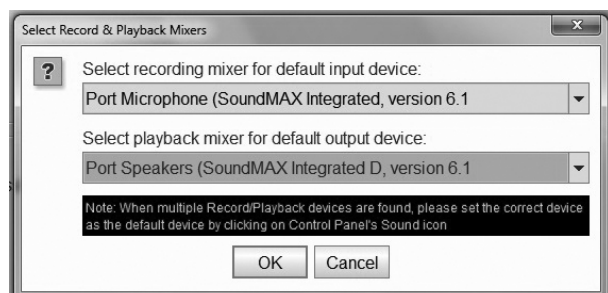 Select Record & Playback Mixers
Select recording mixer for default input device:
Port Microphone (SoundMAX Integrated, version 6.1
Select playback mixer for default output device:
Port Speakers (SoundMAX Integrated D, version 6.1
Note: When multiple Record/Playback devices are found, please set the correct device
as the default device by clicking on Control Panel's Sound icon
OK Cancel